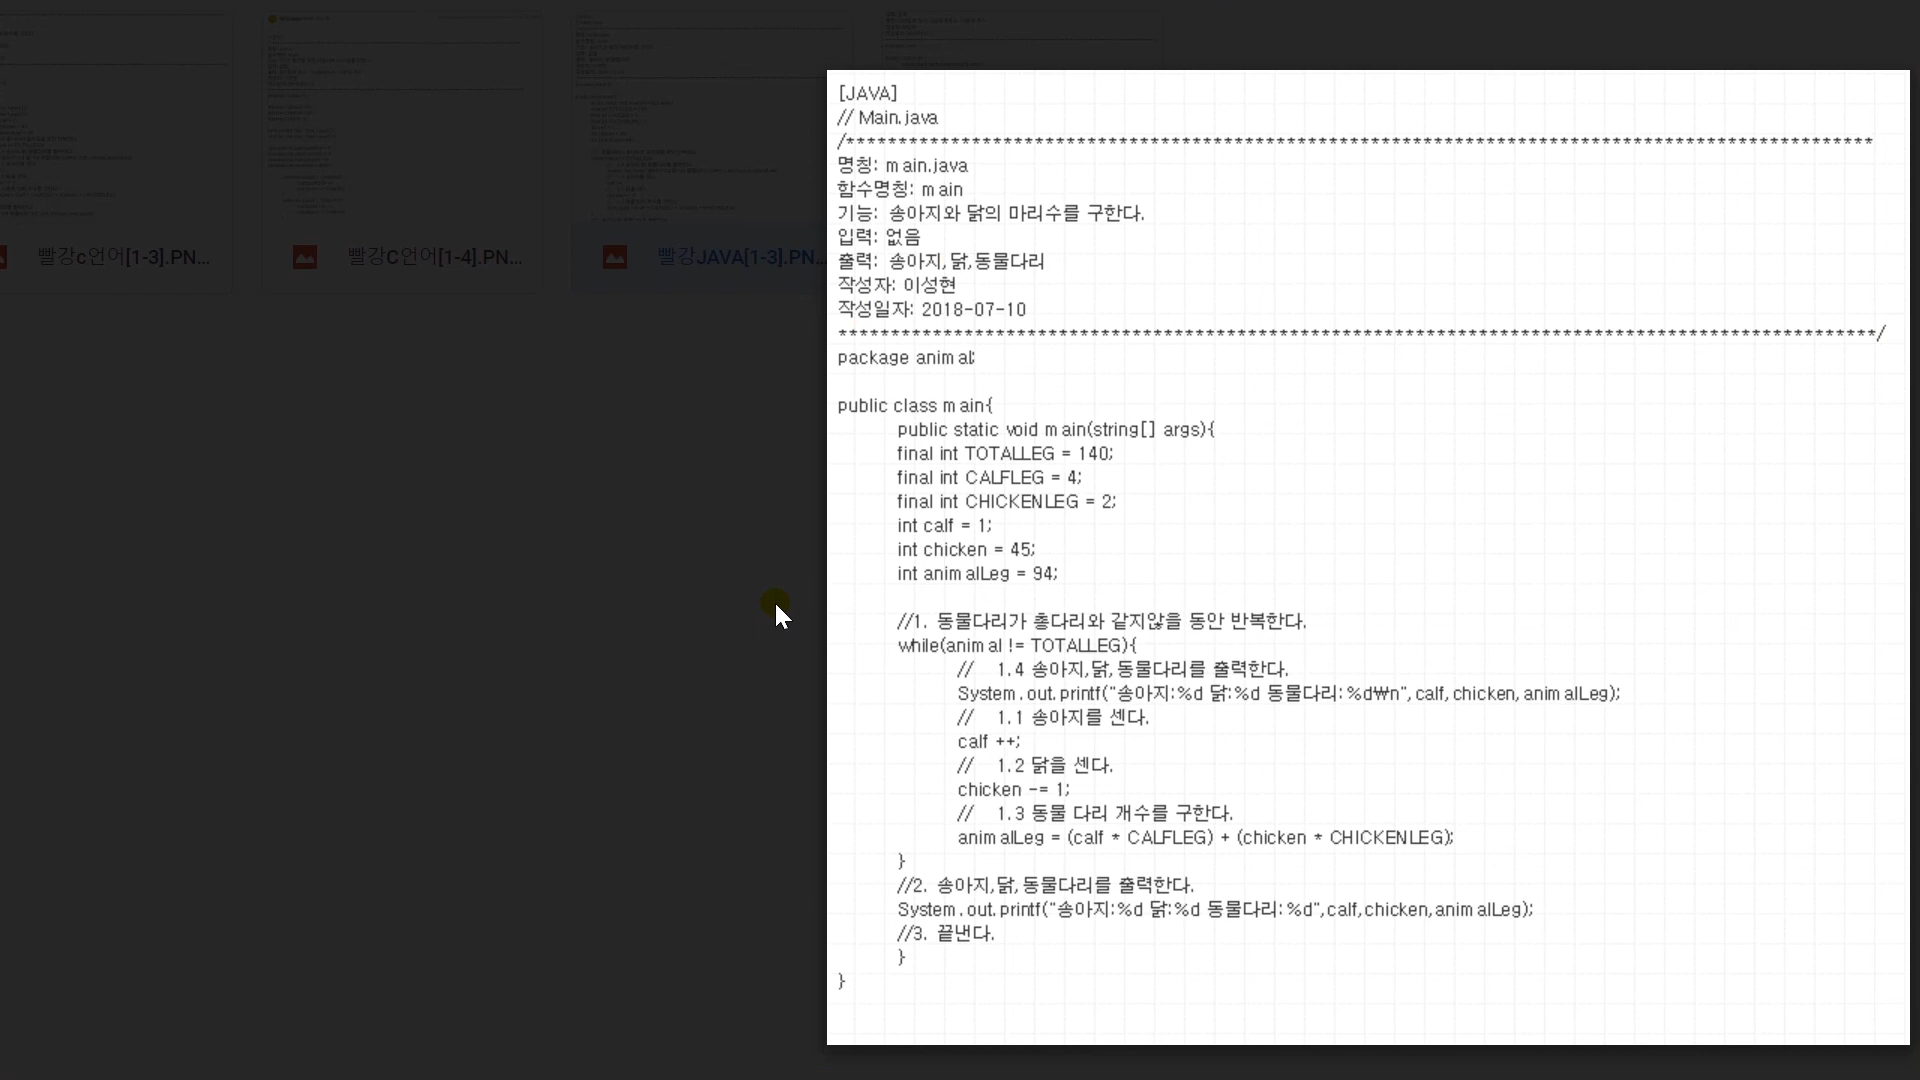 빨강c언어[1-3].PN...
빨강C언어[1-4].PN...
빨강JAVA[1-3].PN...
[JAVA]
// Main.java
/***************************************************************************************************
명칭: main.java
함수명칭: main
기능: 송아지와 닭의 마리수를 구한다.
입력: 없음
출력: 송아지,닭,동물다리
작성자: 이성현
작성일자: 2018-07-10
****************************************************************************************************/
package animal;
public class main{
public static void main(string[] args){
final int TOTALLEG = 140;
final int CALFLEG = 4;
final int CHICKENLEG = 2;
int calf = 1;
int chicken = 45;
int animalLeg = 94;
//1. 동물다리가 총다리와 같지않을 동안 반복한다.
while(animal != TOTALLEG){
// 1.4 송아지,닭,동물다리를 출력한다.
System.out.printf("송아지:%d 닭:%d 동물다리:%d₩n",calf,chicken,animalLeg);
// 1.1 송아지를 센다.
calf ++;
// 1.2 닭을 센다.
chicken -= 1;
// 1.3 동물 다리 개수를 구한다.
animalLeg = (calf * CALFLEG) + (chicken * CHICKENLEG);
}
//2. 송아지,닭,동물다리를 출력한다.
System.out.printf("송아지:%d 닭:%d 동물다리:%d",calf,chicken,animalLeg);
//3. 끝낸다.
}
}